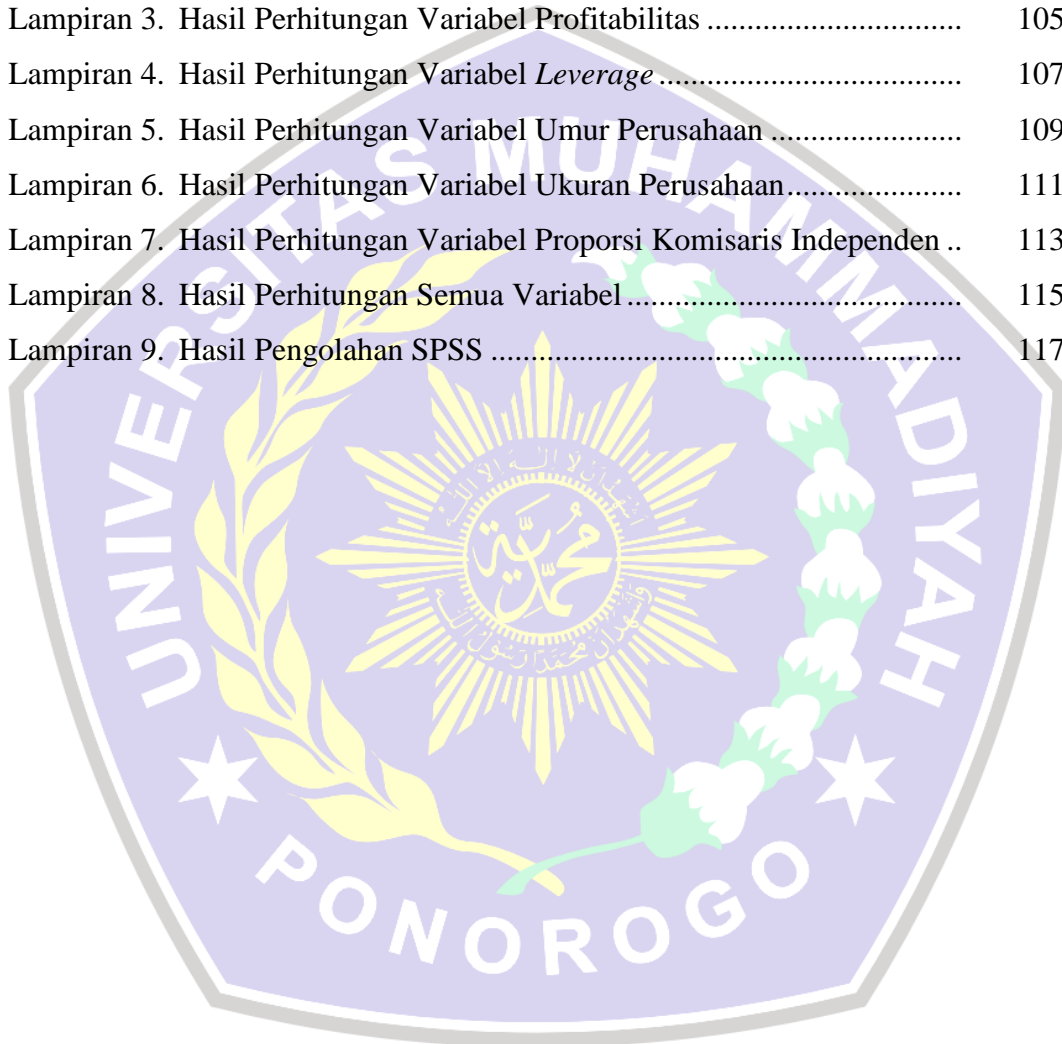 Lampiran 3. Hasil Perhitungan Variabel Profitabilitas ............................. 105
Lampiran 4. Hasil Perhitungan Variabel Leverage .................................... 107
Lampiran 5. Hasil Perhitungan Variabel Umur Perusahaan ...................... 109
Lampiran 6. Hasil Perhitungan Variabel Ukuran Perusahaan.................... 111
Lampiran 7. Hasil Perhitungan Variabel Proporsi Komisaris Independen .. 113
Lampiran 8. Hasil Perhitungan Semua Variabel ....................................... 115
Lampiran 9. Hasil Pengolahan SPSS ...................................................... 117
UNIVERSITAS MUHAMMADIYAH
محمدية
PONOROGO